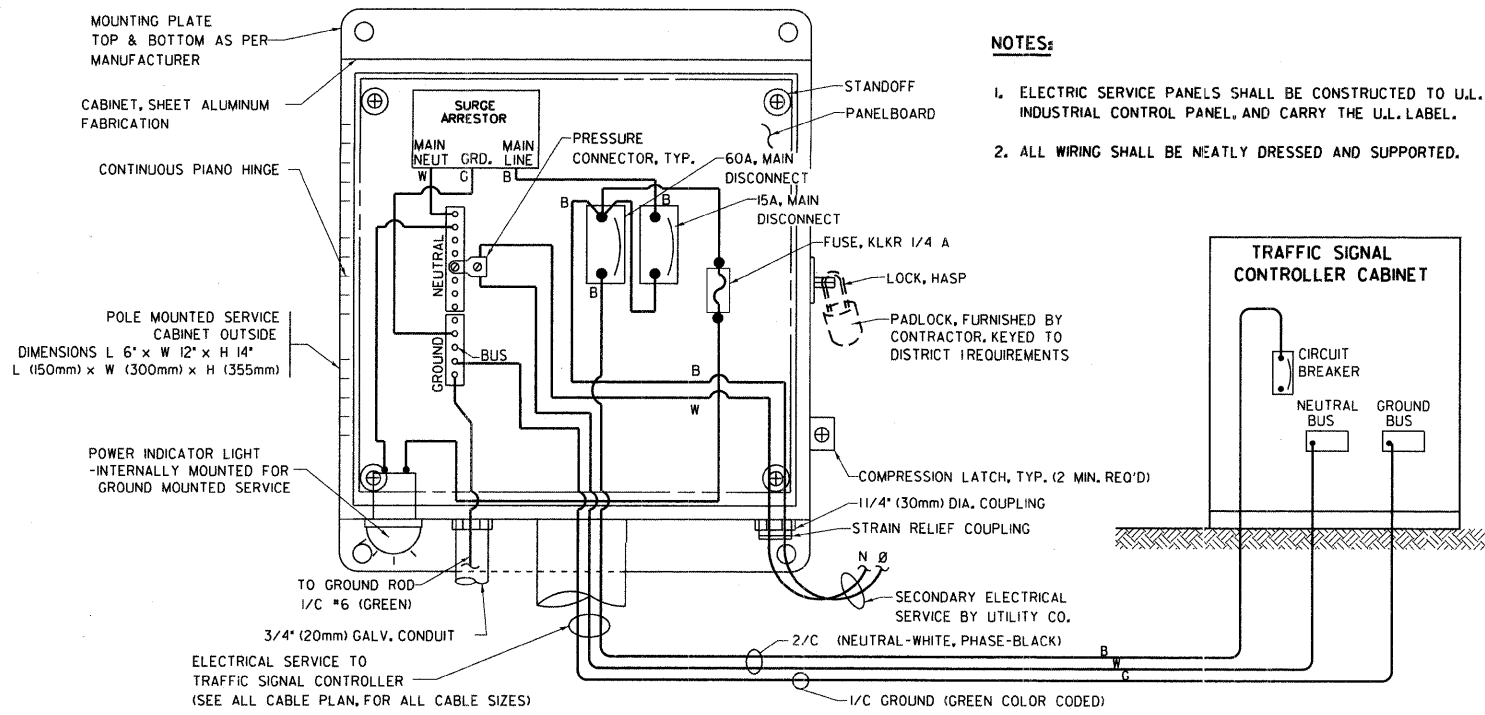 MOUNTING PLATE
TOP & BOTTOM AS PER
MANUFACTURER
CABINET, SHEET ALUMINUM
FABRICATION
CONTINUOUS PIANO HINGE
POLE MOUNTED SERVICE
CABINET OUTSIDE
DIMENSIONS L 6" x W 12" x H 14"
L (150mm) x W (300mm) x H (355mm)
POWER INDICATOR LIGHT
-INTERNALLY MOUNTED FOR
GROUND MOUNTED SERVICE
SURGE
ARRESTOR
MAIN
NEUT
GRD.
MAIN
LINE
W
G
B
NEUTRAL
GROUND
BUS
PRESSURE
CONNECTOR, TYP.
B
B
B
B
W
STANDOFF
PANELBOARD
60A, MAIN
DISCONNECT
15A, MAIN
DISCONNECT
FUSE, KLKR 1/4 A
LOCK, HASP
PADLOCK, FURNISHED BY
CONTRACTOR. KEYED TO
DISTRICT 1 REQUIREMENTS
COMPRESSION LATCH, TYP. (2 MIN. REQ'D)
1 1/4" (30mm) DIA. COUPLING
STRAIN RELIEF COUPLING
N Ø
SECONDARY ELECTRICAL
SERVICE BY UTILITY CO.
TO GROUND ROD
1/C #6 (GREEN)
3/4" (20mm) GALV. CONDUIT
ELECTRICAL SERVICE TO
TRAFFIC SIGNAL CONTROLLER
(SEE ALL CABLE PLAN, FOR ALL CABLE SIZES)
2/C (NEUTRAL-WHITE, PHASE-BLACK)
B
W
G
1/C GROUND (GREEN COLOR CODED)
NOTES:
1. ELECTRIC SERVICE PANELS SHALL BE CONSTRUCTED TO U.L.
INDUSTRIAL CONTROL PANEL, AND CARRY THE U.L. LABEL.
2. ALL WIRING SHALL BE NEATLY DRESSED AND SUPPORTED.
TRAFFIC SIGNAL
CONTROLLER CABINET
CIRCUIT
BREAKER
NEUTRAL
BUS
GROUND
BUS